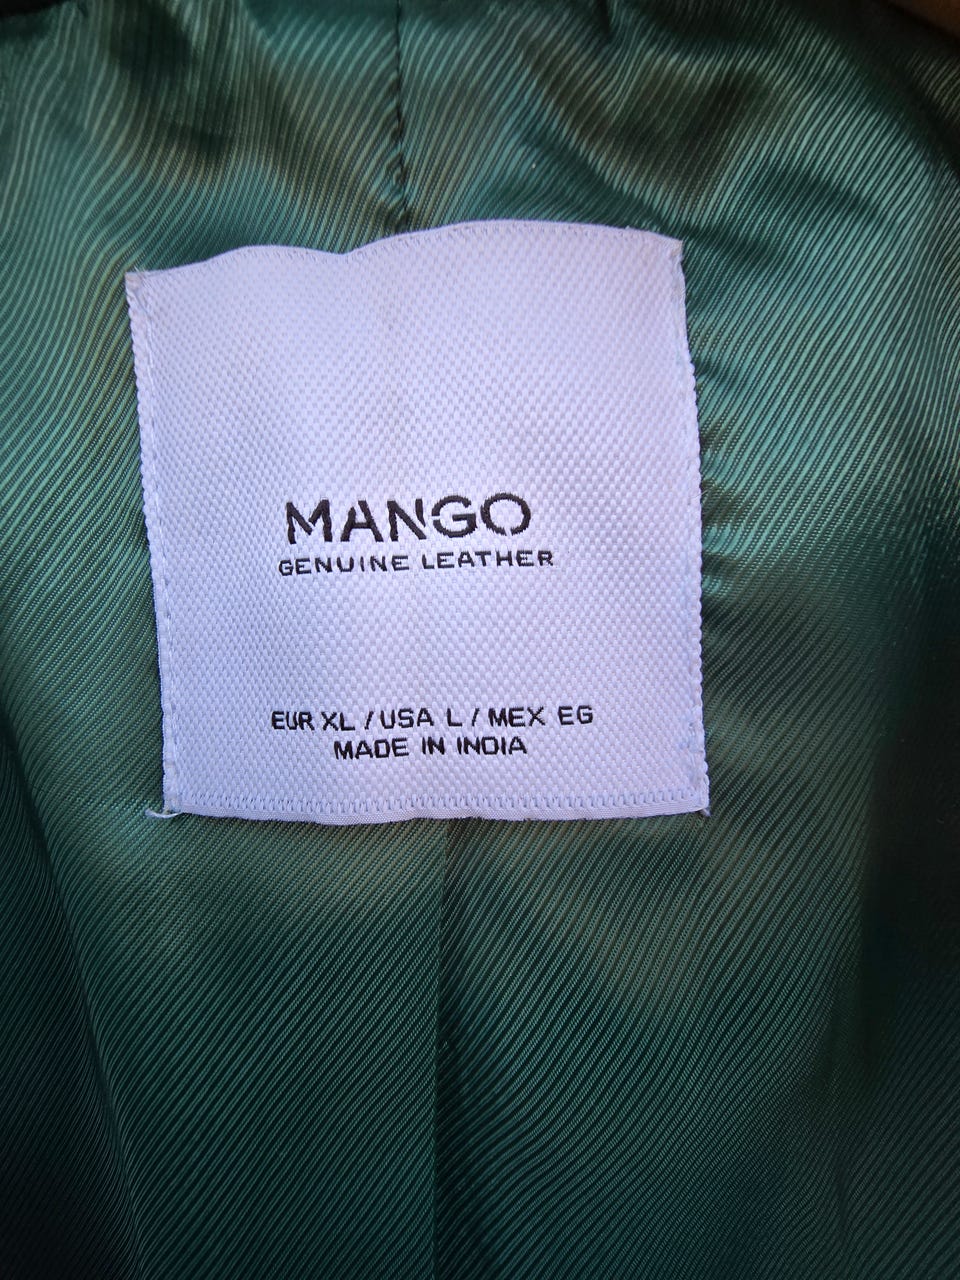 MANGO
GENUINE LEATHER
EUR XL / USA L / MEX EG
MADE IN INDIA